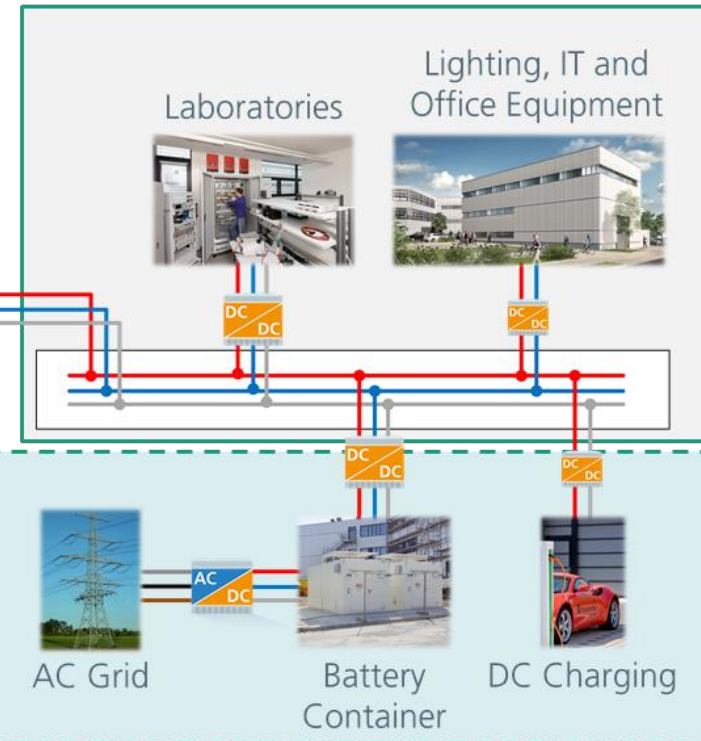 Laboratories
Lighting, IT and
Office Equipment
DC
DC
DC
DC
DC
DC
DC
DC
AC
DC
AC Grid
Battery
Container
DC Charging